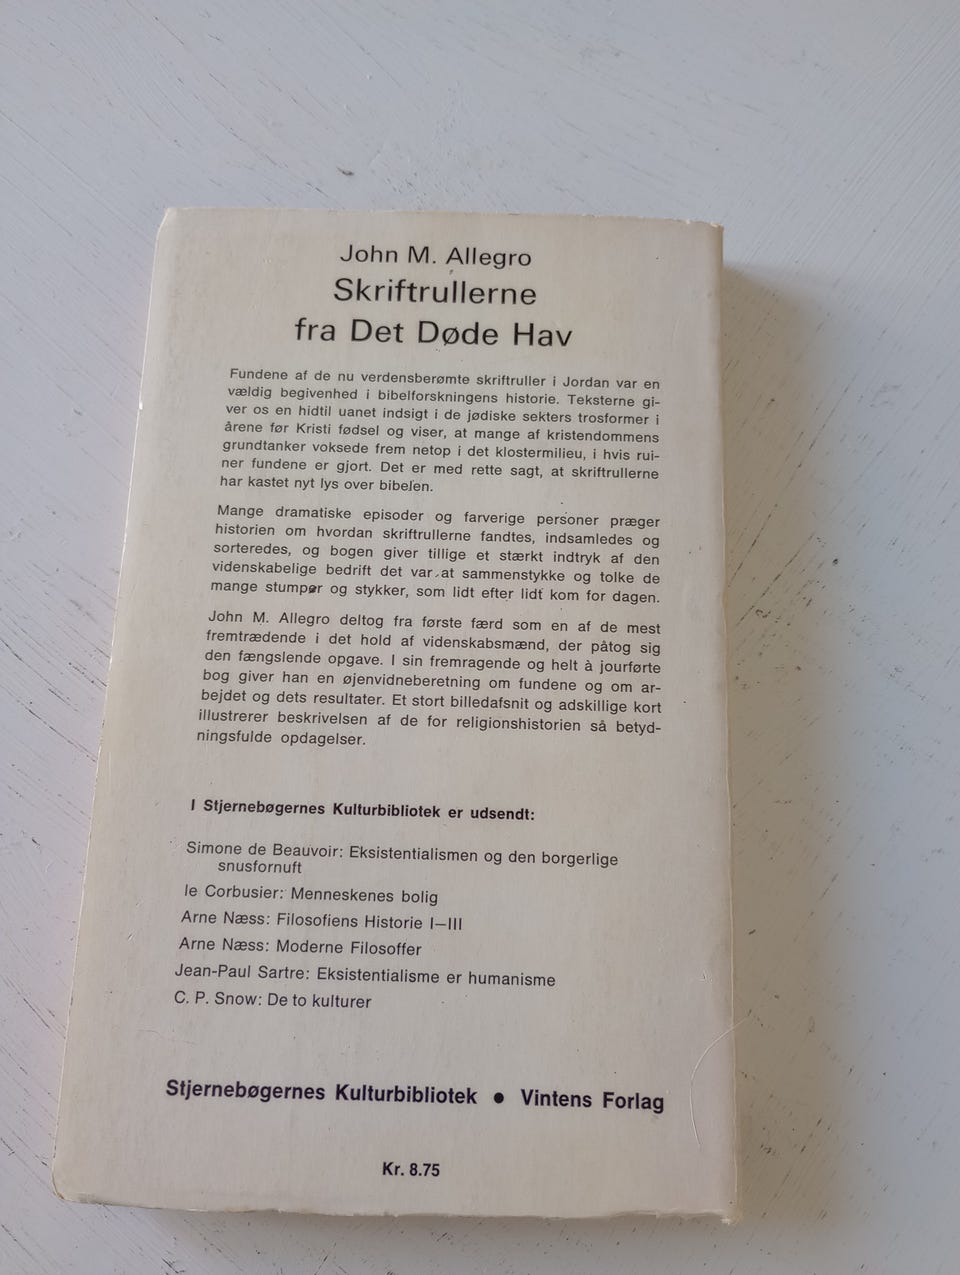 John M. Allegro
Skriftrullerne
fra Det Døde Hav
Fundene af de nu verdensberømte skriftruller i Jordan var en
vældig begivenhed i bibelforskningens historie. Teksterne gi-
ver os en hidtil uanet indsigt i de jødiske sekters trosformer i
årene før Kristi fødsel og viser, at mange af kristendommens
grundtanker voksede frem netop i det klostermilieu, i hvis rui-
ner fundene er gjort. Det er med rette sagt, at skriftrullerne
har kastet nyt lys over bibelen.
Mange dramatiske episoder og farverige personer præger
historien om hvordan skriftrullerne fandtes, indsamledes og
sorteredes, og bogen giver tillige et stærkt indtryk af den
videnskabelige bedrift det var at sammenstykke og tolke de
mange stumper og stykker, som lidt efter lidt kom for dagen.
John M. Allegro deltog fra første færd som en af de mest
fremtrædende i det hold af videnskabsmænd, der påtog sig
den fængslende opgave. I sin fremragende og helt à jourførte
bog giver han en øjenvidneberetning om fundene og om ar-
bejdet og dets resultater. Et stort billedafsnit og adskillige kort
illustrerer beskrivelsen af de for religionshistorien så betyd-
ningsfulde opdagelser.
I Stjernebøgernes Kulturbibliotek er udsendt:
Simone de Beauvoir: Eksistentialismen og den borgerlige
snusfornuft
le Corbusier: Menneskenes bolig
Arne Næss: Filosofiens Historie I—III
Arne Næss: Moderne Filosoffer
Jean-Paul Sartre: Eksistentialisme er humanisme
C. P. Snow: De to kulturer
Stjernebøgernes Kulturbibliotek ● Vintens Forlag
Kr. 8.75